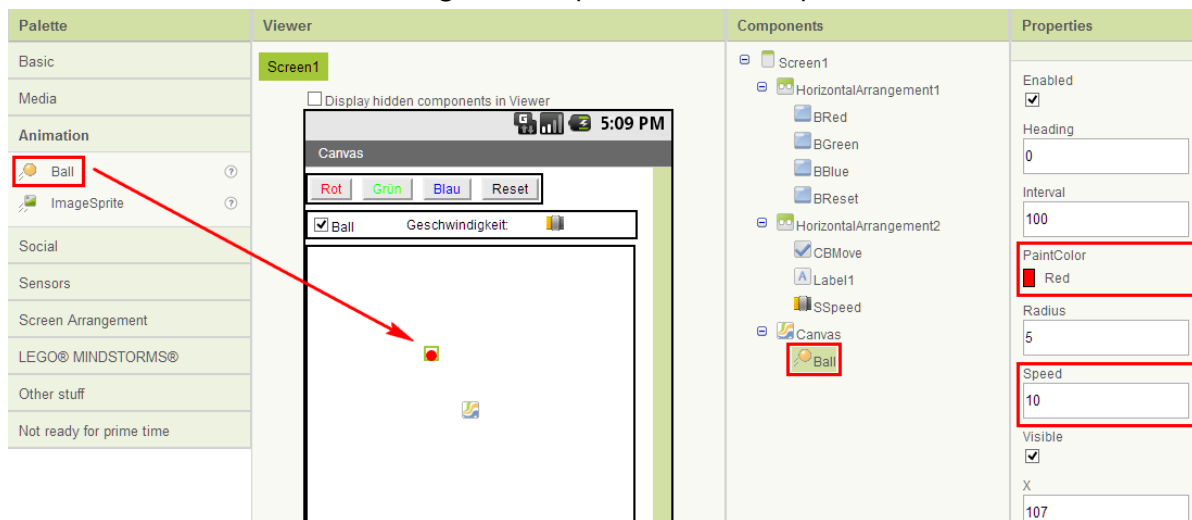 Palette
Viewer
Components
Properties
Basic
Media
Animation
Ball
ImageSprite
Social
Sensors
Screen Arrangement
LEGO® MINDSTORMS®
Other stuff
Not ready for prime time
Screen1
Display hidden components in Viewer
5:09 PM
Canvas
Rot Grün Blau Reset
Ball Geschwindigkeit:
Screen1
HorizontalArrangement1
BRed
BGreen
BBlue
BReset
HorizontalArrangement2
CBMove
Label1
SSpeed
Canvas
Ball
Enabled
Heading
0
Interval
100
PaintColor
Red
Radius
5
Speed
10
Visible
X
107